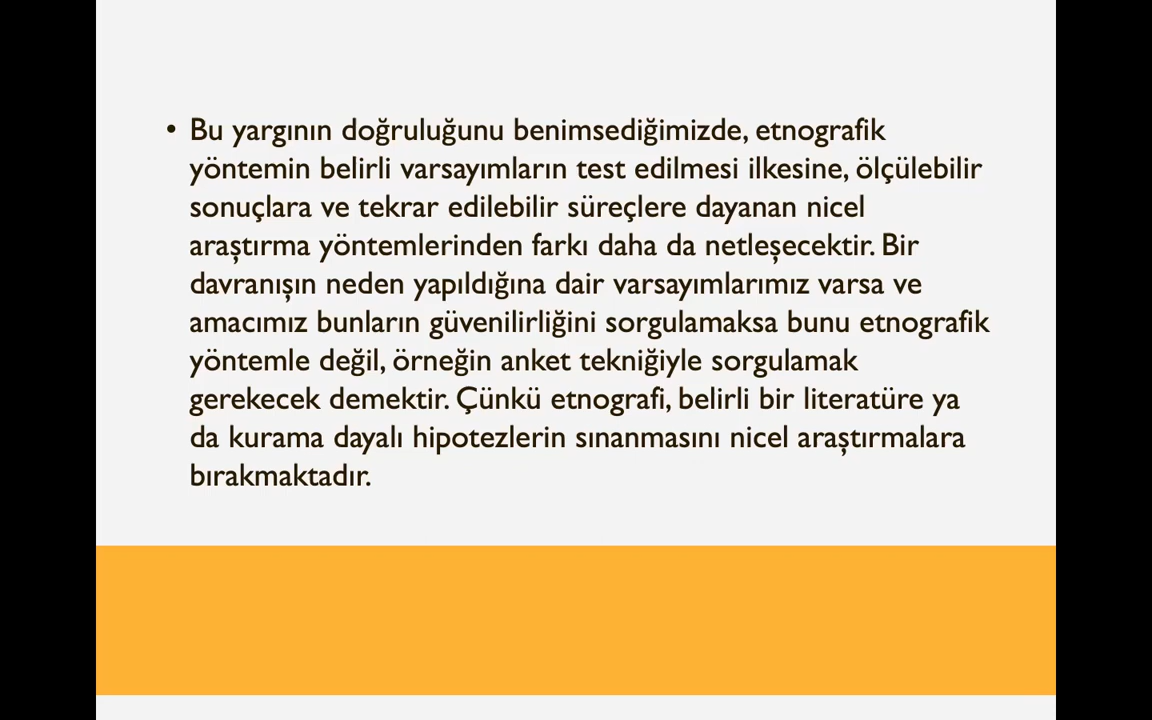 • Bu yargının doğruluğunu benimsediğimizde, etnografik
yöntemin belirli varsayımların test edilmesi ilkesine, ölçülebilir
sonuçlara ve tekrar edilebilir süreçlere dayanan nicel
araştırma yöntemlerinden farkı daha da netleşecektir. Bir
davranışın neden yapıldığına dair varsayımlarımız varsa ve
amacımız bunların güvenilirliğini sorgulamaksa bunu etnografik
yöntemle değil, örneğin anket tekniğiyle sorgulamak
gerekecek demektir. Çünkü etnografi, belirli bir literatüre ya
da kurama dayalı hipotezlerin sınanmasını nicel araştırmalara
bırakmaktadır.